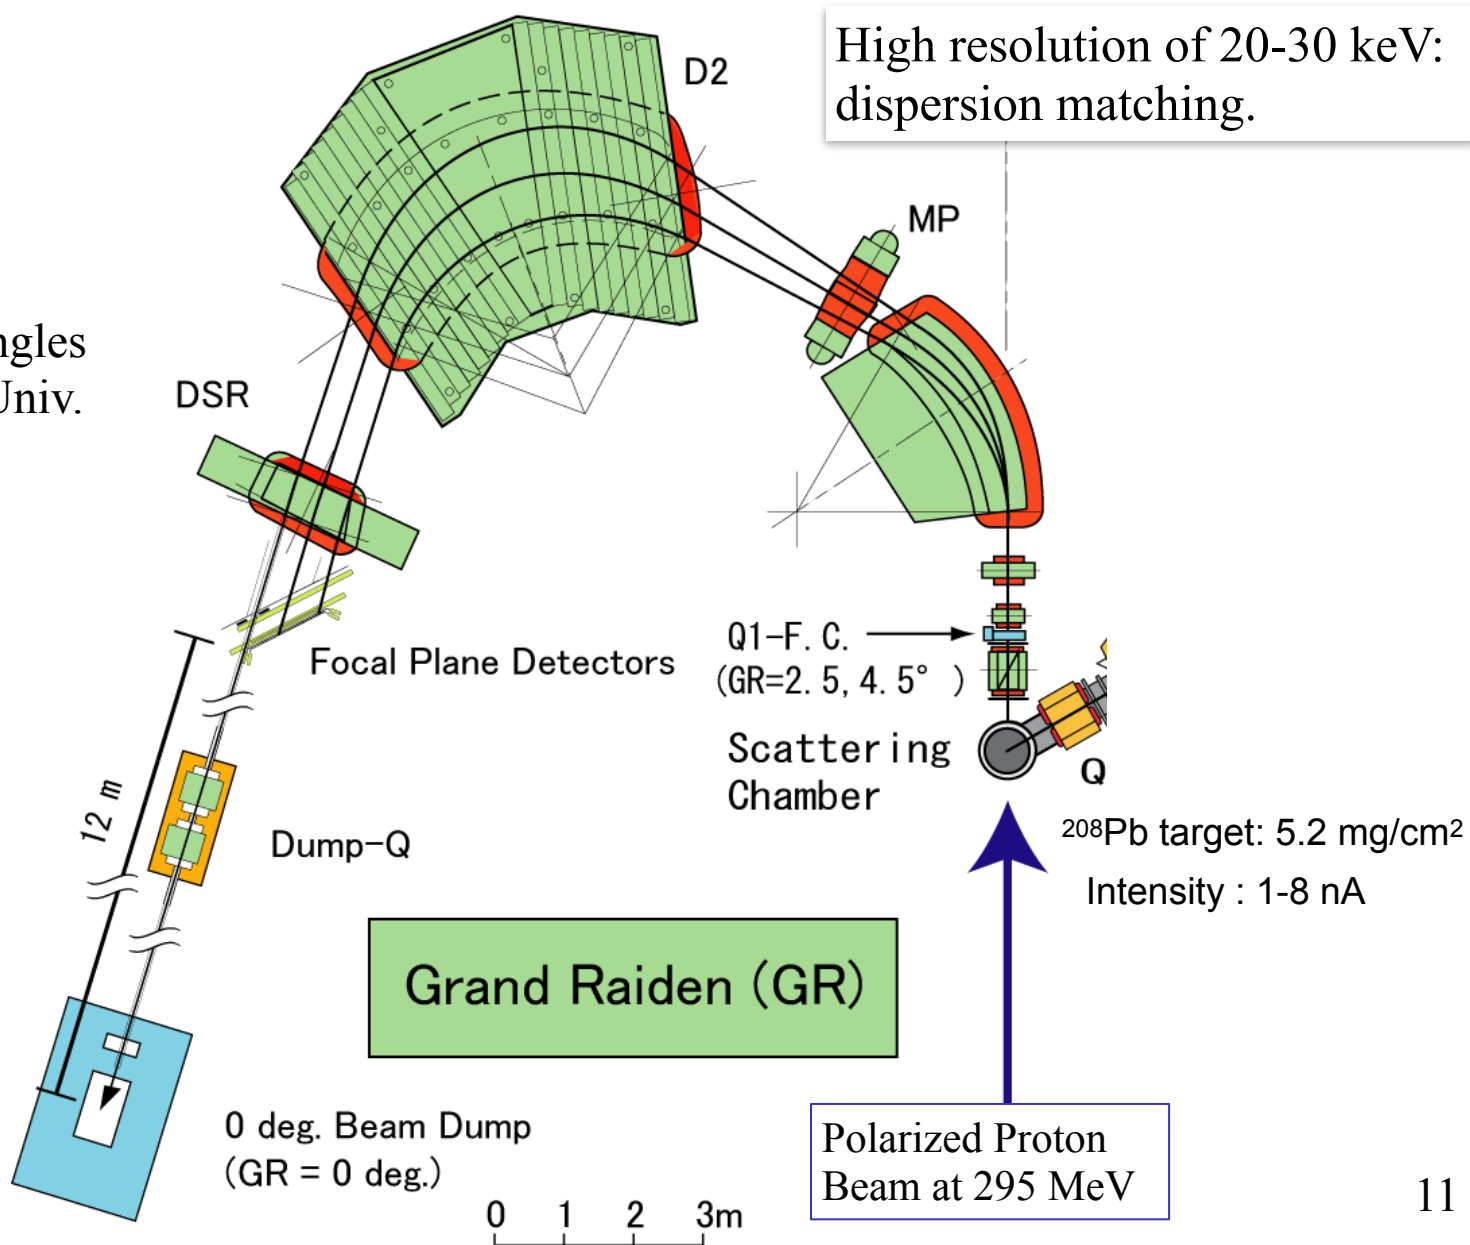 High resolution of 20-30 keV:
dispersion matching.
D2
MP
ngles
Univ.
DSR
Q1-F. C.
(GR=2.5, 4.5° )
Focal Plane Detectors
Scattering
Chamber
Q
12 m
²⁰⁸Pb target: 5.2 mg/cm²
Intensity : 1-8 nA
Dump-Q
Grand Raiden (GR)
0 deg. Beam Dump
(GR = 0 deg.)
Polarized Proton
Beam at 295 MeV
0 1 2 3m
11